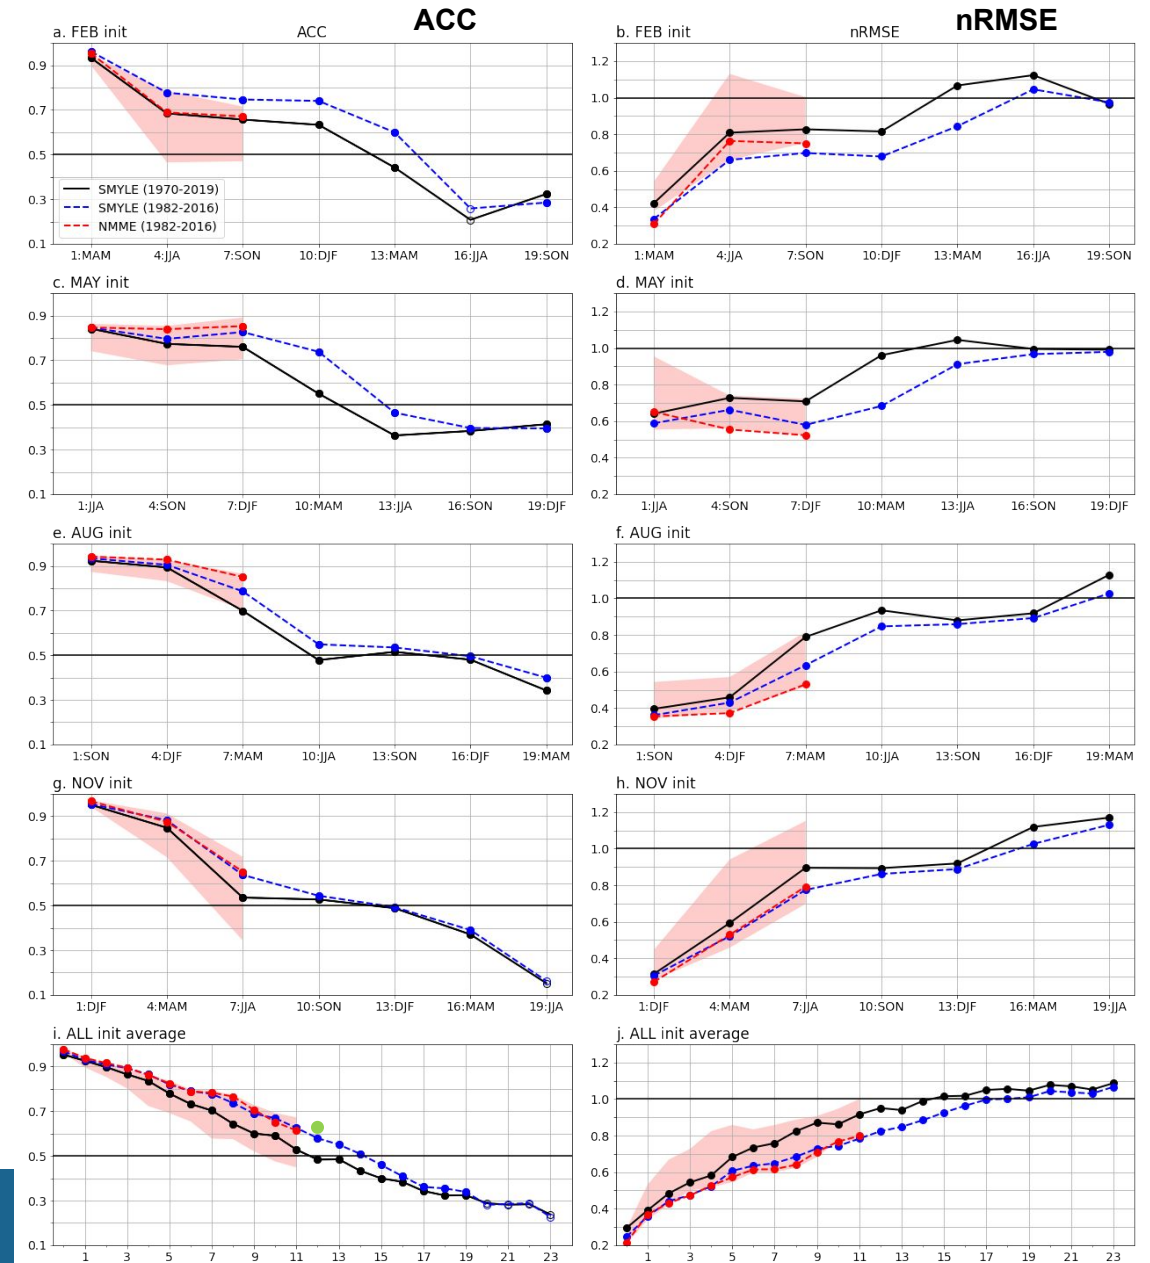 ACC
nRMSE
a. FEB init
ACC
b. FEB init
nRMSE
0.9
0.7
0.5
0.3
0.1
SMYLE (1970-2019)
SMYLE (1982-2016)
NMME (1982-2016)
1:MAM 4:JJA 7:SON 10:DJF 13:MAM 16:JJA 19:SON
1.2
1.0
0.8
0.6
0.4
0.2
1:MAM 4:JJA 7:SON 10:DJF 13:MAM 16:JJA 19:SON
c. MAY init
0.9
0.7
0.5
0.3
0.1
1:JJA 4:SON 7:DJF 10:MAM 13:JJA 16:SON 19:DJF
d. MAY init
1.2
1.0
0.8
0.6
0.4
0.2
1:JJA 4:SON 7:DJF 10:MAM 13:JJA 16:SON 19:DJF
e. AUG init
0.9
0.7
0.5
0.3
0.1
1:SON 4:DJF 7:MAM 10:JJA 13:SON 16:DJF 19:MAM
f. AUG init
1.2
1.0
0.8
0.6
0.4
0.2
1:SON 4:DJF 7:MAM 10:JJA 13:SON 16:DJF 19:MAM
g. NOV init
0.9
0.7
0.5
0.3
0.1
1:DJF 4:MAM 7:JJA 10:SON 13:DJF 16:MAM 19:JJA
h. NOV init
1.2
1.0
0.8
0.6
0.4
0.2
1:DJF 4:MAM 7:JJA 10:SON 13:DJF 16:MAM 19:JJA
i. ALL init average
0.9
0.7
0.5
0.3
0.1
1 3 5 7 9 11 13 15 17 19 21 23
j. ALL init average
1.2
1.0
0.8
0.6
0.4
0.2
1 3 5 7 9 11 13 15 17 19 21 23